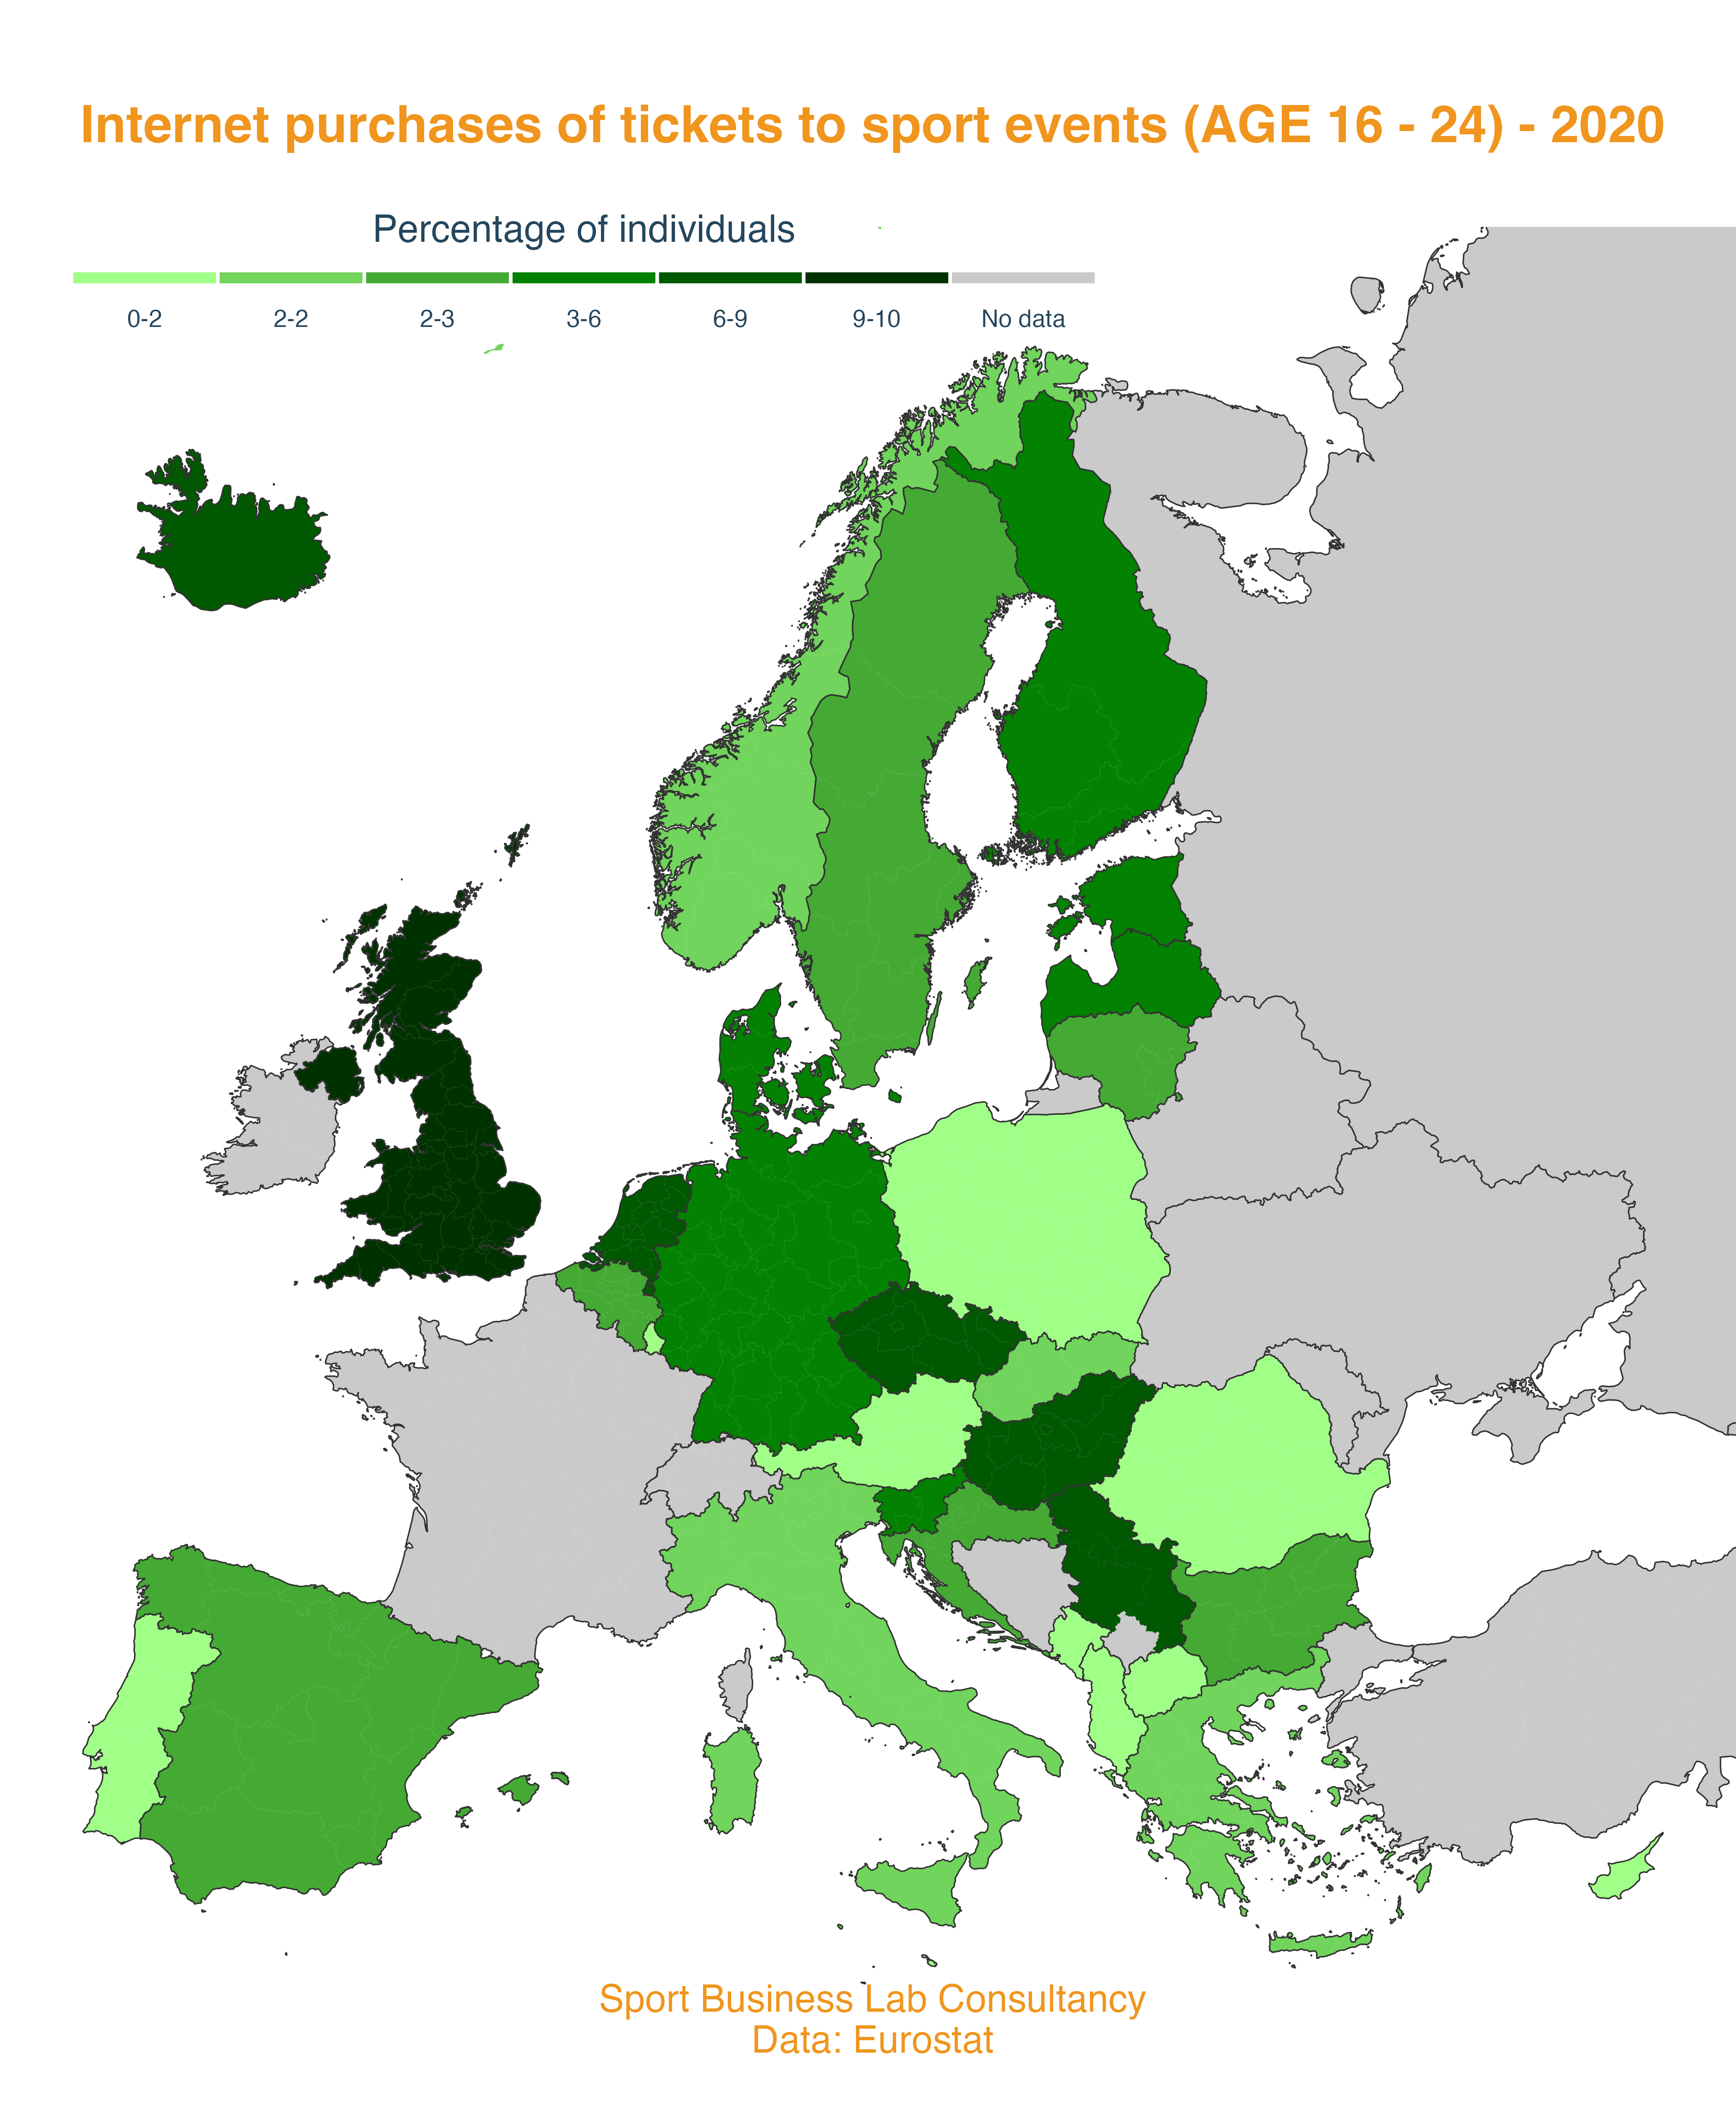 Internet purchases of tickets to sport events (AGE 16 - 24) - 2020
Percentage of individuals
0-2 2-2 2-3 3-6 6-9 9-10 No data
Sport Business Lab Consultancy
Data: Eurostat